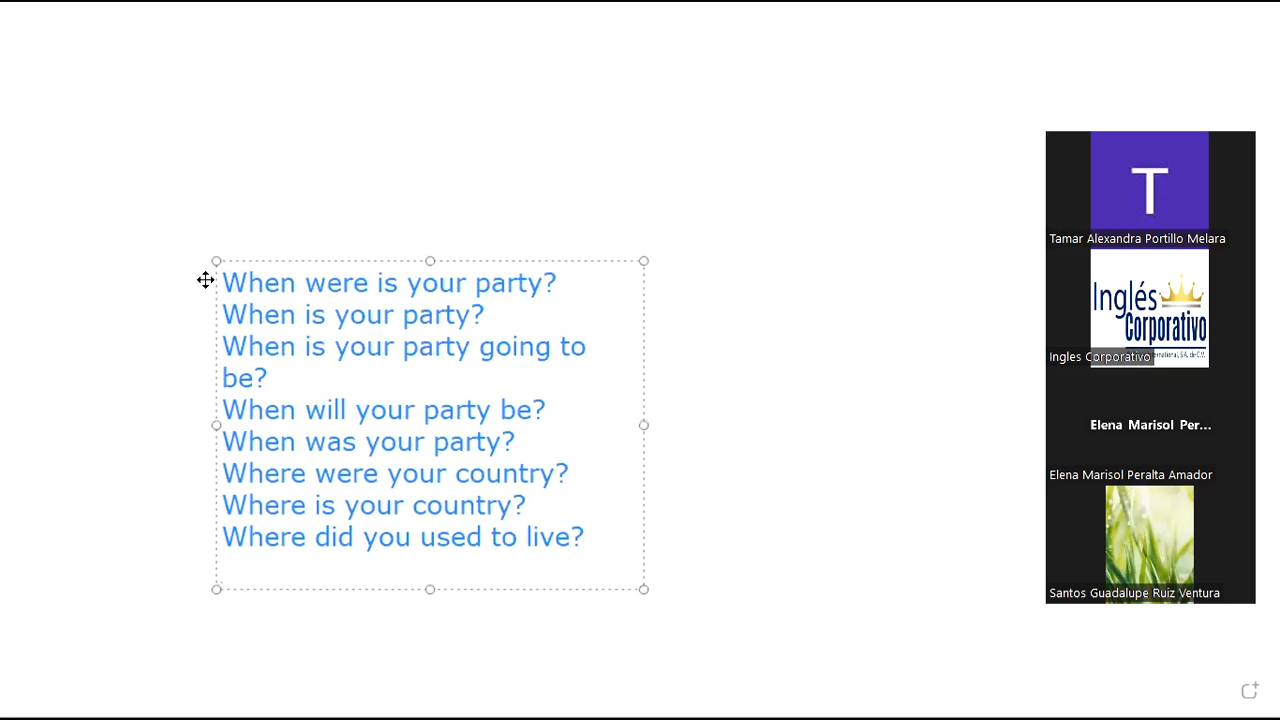 When were is your party?
When is your party?
When is your party going to
be?
When will your party be?
When was your party?
Where were your country?
Where is your country?
Where did you used to live?
T
Tamar Alexandra Portillo Melara
Inglés
Corporativo
International, S.A. de C.V.
Ingles Corporativo
Elena Marisol Per...
Elena Marisol Peralta Amador
Santos Guadalupe Ruiz Ventura